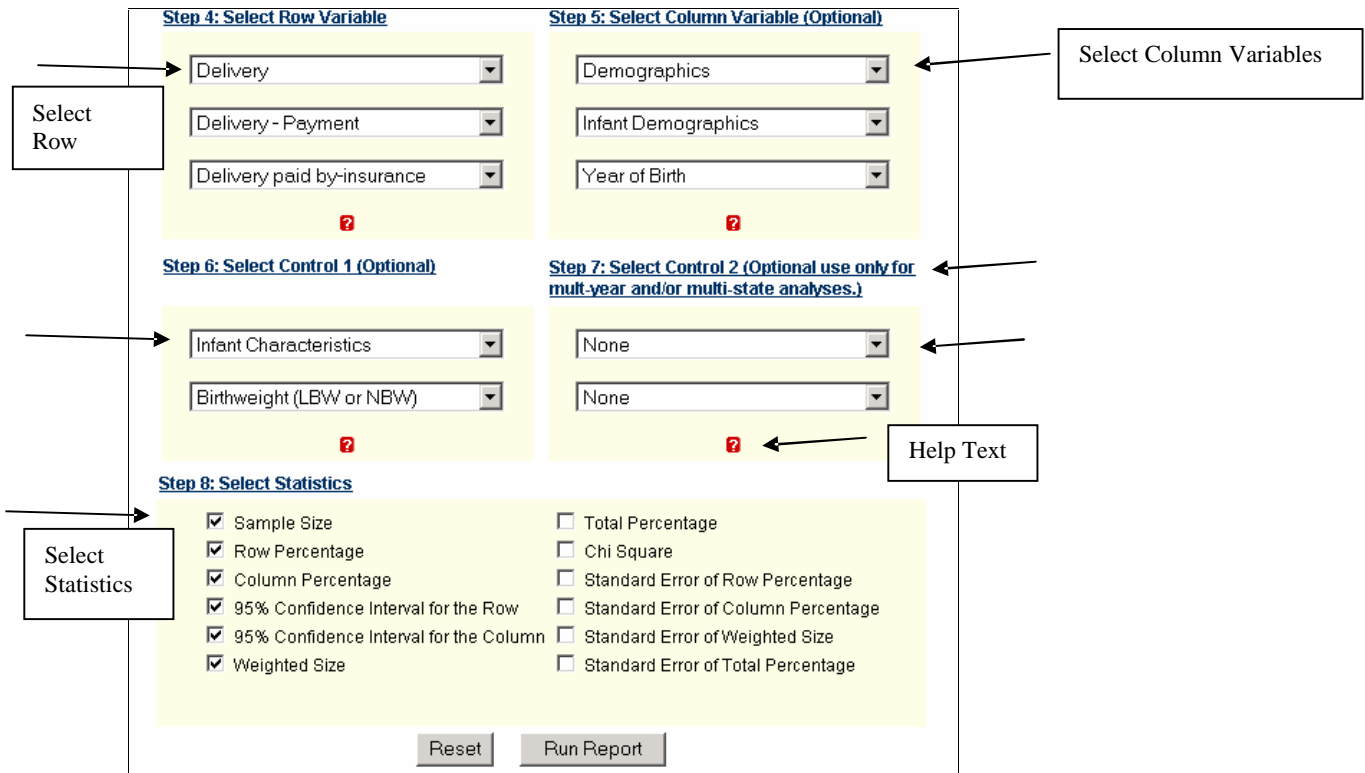 Step 4: Select Row Variable
Step 5: Select Column Variable (Optional)
Select Column Variables
Delivery
Demographics
Select
Row
Delivery - Payment
Infant Demographics
Delivery paid by-insurance
Year of Birth
?
?
Step 6: Select Control 1 (Optional)
Step 7: Select Control 2 (Optional use only for
mult-year and/or multi-state analyses.)
Infant Characteristics
None
Birthweight (LBW or NBW)
None
?
?
Help Text
Step 8: Select Statistics
Select
Statistics
Sample Size
Total Percentage
Row Percentage
Chi Square
Column Percentage
Standard Error of Row Percentage
95% Confidence Interval for the Row
Standard Error of Column Percentage
95% Confidence Interval for the Column
Standard Error of Weighted Size
Weighted Size
Standard Error of Total Percentage
Reset
Run Report